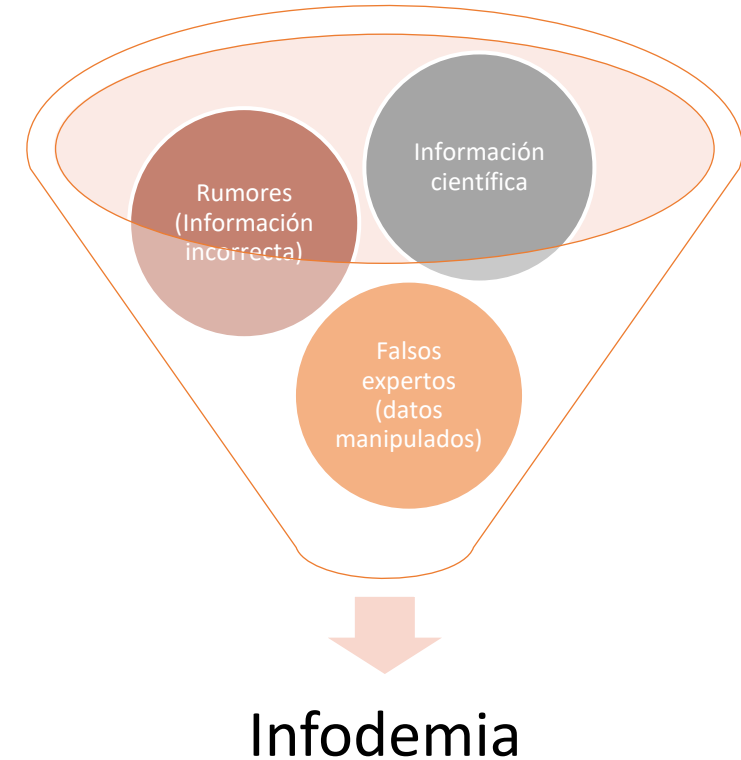 Información
científica
Rumores
(Información
incorrecta)
Falsos
expertos
(datos
manipulados)
Infodemia